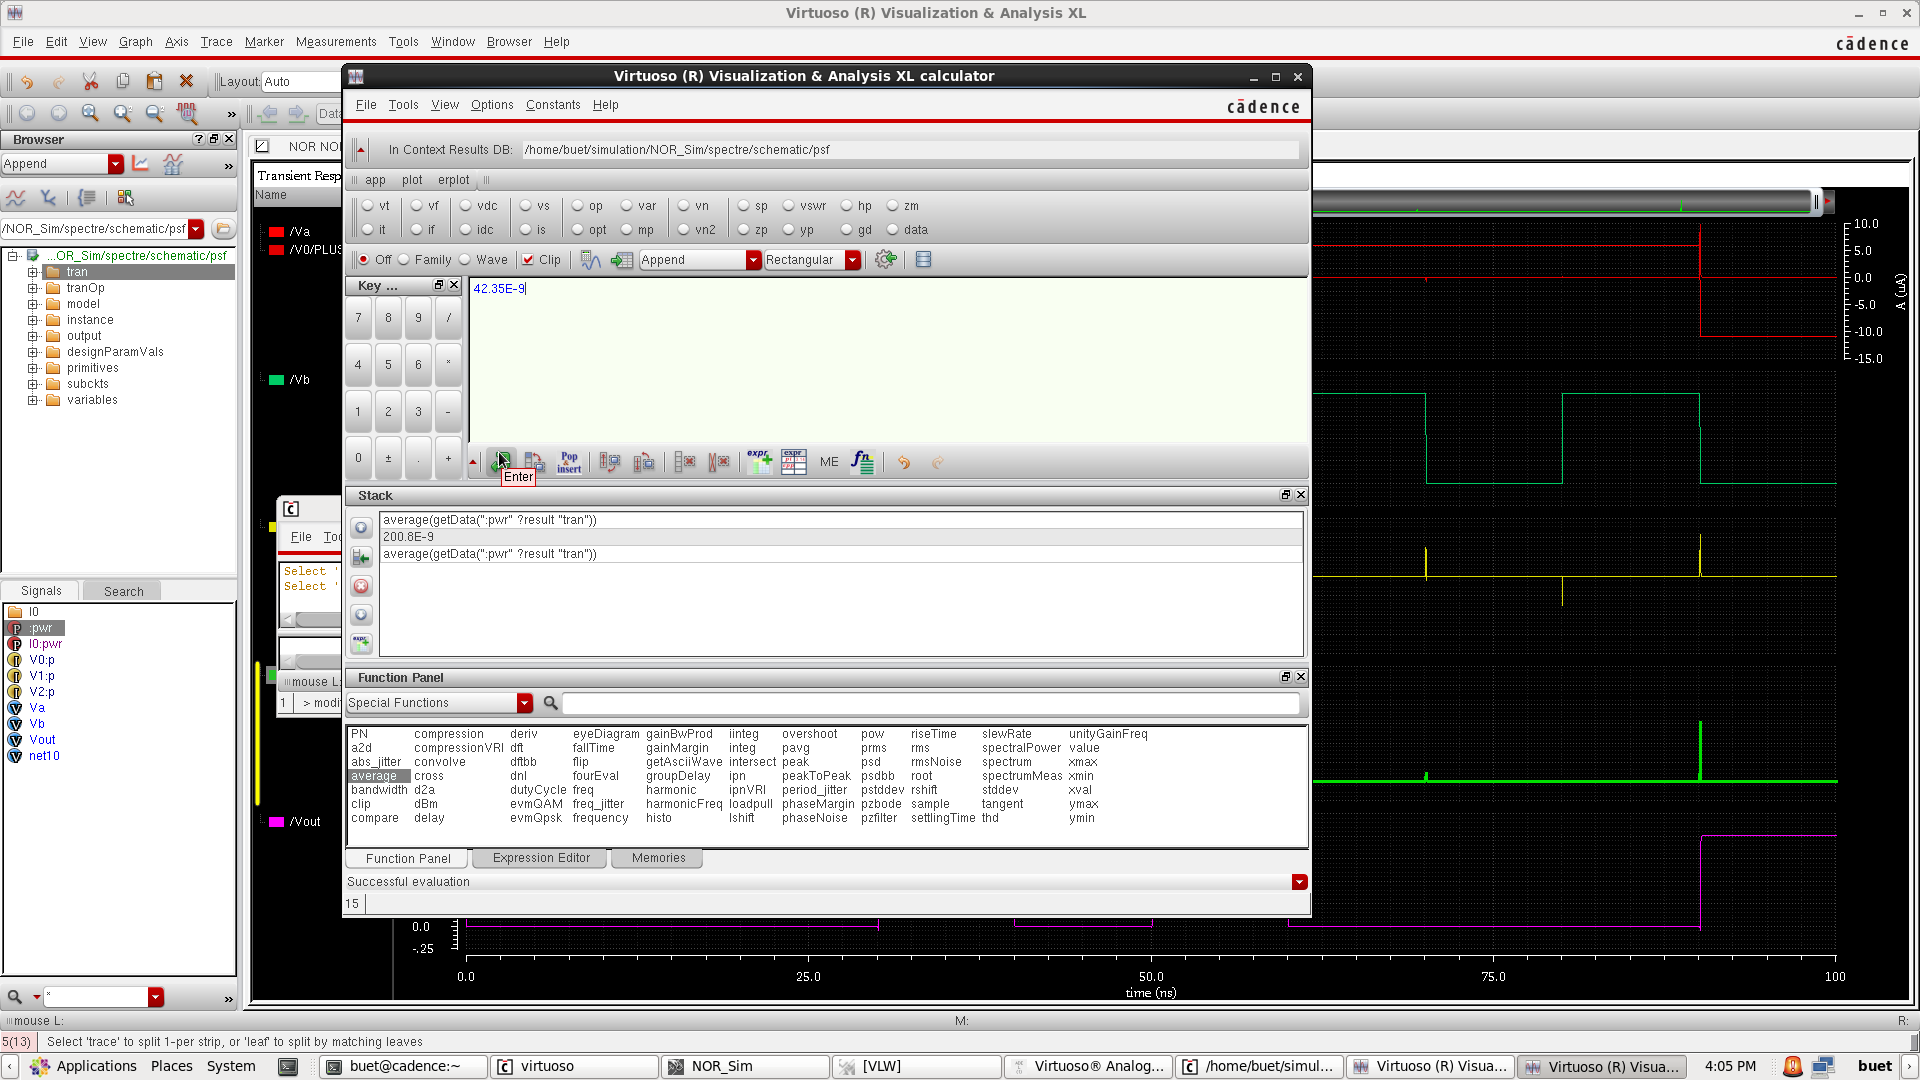 Virtuoso (R) Visualization & Analysis XL
File Edit View Graph Axis Trace Marker Measurements Tools Window Browser Help
cādence
Layout: Auto
Virtuoso (R) Visualization & Analysis XL calculator
File Tools View Options Constants Help
cādence
» Data
Browser
Append »
/NOR_Sim/spectre/schematic/psf
...OR_Sim/spectre/schematic/psf
tran
tranOp
model
instance
output
designParamVals
primitives
subckts
variables
Signals Search
I0
:pwr
I0:pwr
V0:p
V1:p
V2:p
Va
Vb
Vout
net10
* »
NOR NO
Transient Resp
Name
/Va
/V0/PLUS
/Vb
/Vout
File Too
Select '
Select '
mouse L:
1 > modi
In Context Results DB: /home/buet/simulation/NOR_Sim/spectre/schematic/psf
app plot erplot
vt vf vdc vs op var vn sp vswr hp zm
it if idc is opt mp vn2 zp yp gd data
Off Family Wave Clip Append Rectangular
Key ...
7 8 9 /
4 5 6 *
1 2 3 -
0 ± . +
42.35E-9
Pop insert expr ME fn
Enter
Stack
average(getData(":pwr" ?result "tran"))
200.8E-9
average(getData(":pwr" ?result "tran"))
Function Panel
Special Functions
PN compression deriv eyeDiagram gainBwProd iinteg overshoot pow riseTime slewRate unityGainFreq
a2d compressionVRI dft fallTime gainMargin integ pavg prms rms spectralPower value
abs_jitter convolve dftbb flip getAsciiWave intersect peak psd rmsNoise spectrum xmax
average cross dnl fourEval groupDelay ipn peakToPeak psdbb root spectrumMeas xmin
bandwidth d2a dutyCycle freq harmonic ipnVRI period_jitter pstddev rshift stddev xval
clip dBm evmQAM freq_jitter harmonicFreq loadpull phaseMargin pzbode sample tangent ymax
compare delay evmQpsk frequency histo lshift phaseNoise pzfilter settlingTime thd ymin
Function Panel Expression Editor Memories
Successful evaluation
15
10.0
5.0
0.0
-5.0
-10.0
-15.0
A (uA)
0.0
-.25
0.0 25.0 50.0 75.0 100
time (ns)
mouse L: M: R:
5(13) Select 'trace' to split 1-per strip, or 'leaf' to split by matching leaves
Applications Places System buet@cadence:~ virtuoso NOR_Sim [VLW] Virtuoso® Analog... /home/buet/simul... Virtuoso (R) Visua... Virtuoso (R) Visua... 4:05 PM buet